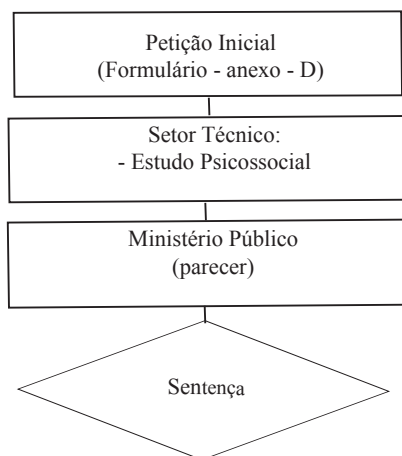 Petição Inicial
(Formulário - anexo - D)
Setor Técnico:
- Estudo Psicossocial
Ministério Público
(parecer)
Sentença